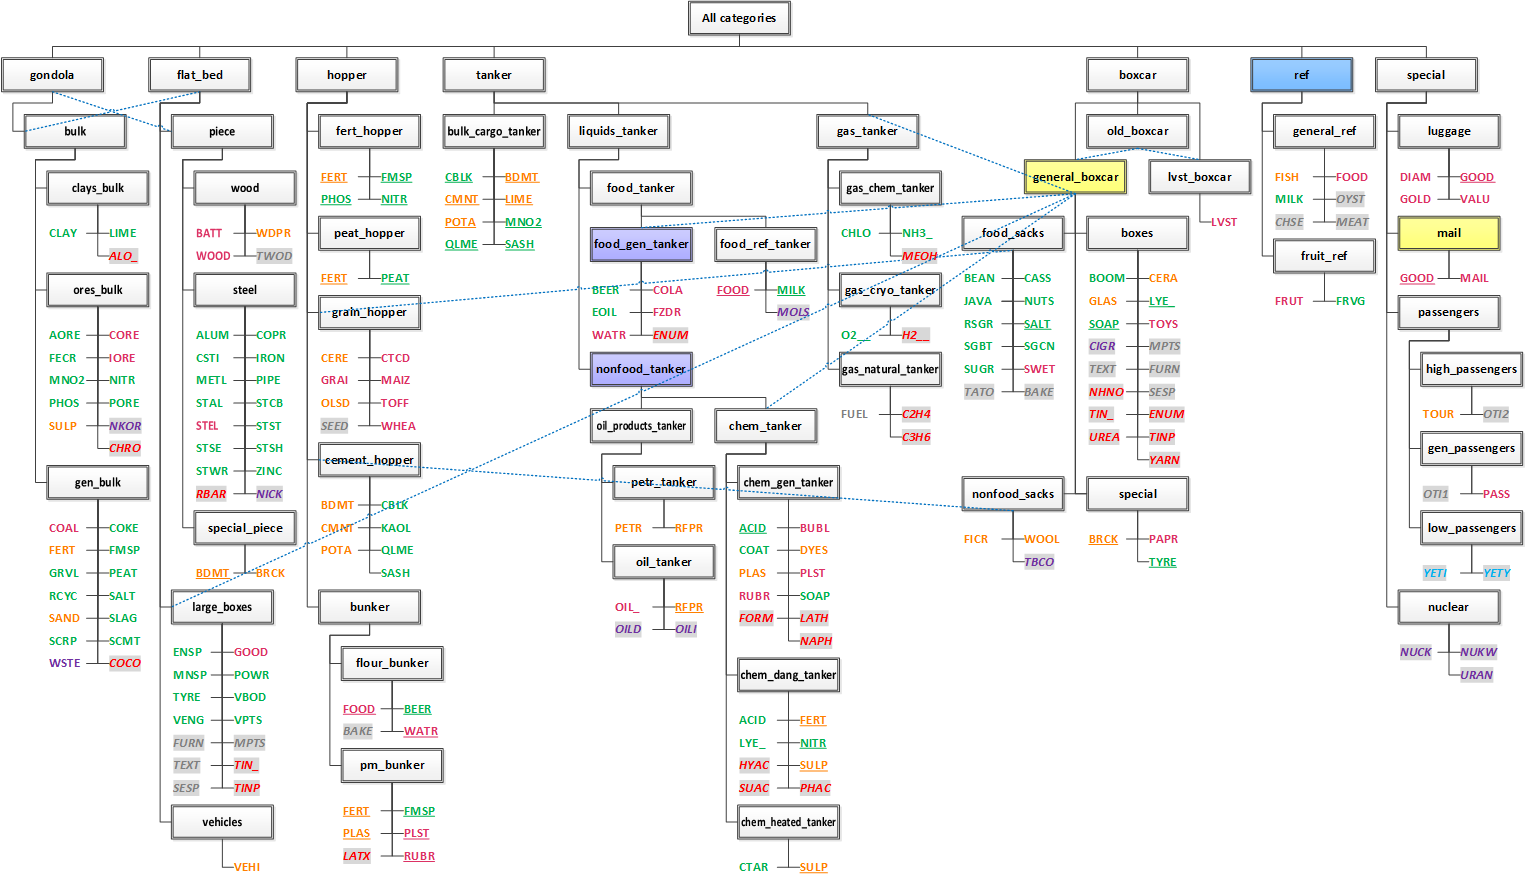 All categories
gondola
flat_bed
hopper
tanker
boxcar
ref
special
bulk
piece
fert_hopper
bulk_cargo_tanker
liquids_tanker
gas_tanker
old_boxcar
general_ref
luggage
clays_bulk
wood
FERT FMSP
PHOS NITR
CBLK BDMT
CMNT LIME
POTA MNO2
QLME SASH
food_tanker
gas_chem_tanker
general_boxcar
lvst_boxcar
LVST
FISH FOOD
MILK OYST
CHSE MEAT
DIAM GOOD
GOLD VALU
CLAY LIME
ALO_
BATT WDPR
WOOD TWOD
peat_hopper
FERT PEAT
food_gen_tanker
food_ref_tanker
CHLO NH3_
MEOH
food_sacks
boxes
fruit_ref
FRUT FRVG
mail
GOOD MAIL
ores_bulk
steel
grain_hopper
BEER COLA
EOIL FZDR
WATR ENUM
FOOD MILK
MOLS
gas_cryo_tanker
O2__ H2__
BEAN CASS
JAVA NUTS
RSGR SALT
SGBT SGCN
SUGR SWET
TATO BAKE
BOOM CERA
GLAS LYE_
SOAP TOYS
CIGR MPTS
TEXT FURN
NHNO SESP
TIN_ ENUM
UREA TINP
YARN
passengers
AORE CORE
FECR IORE
MNO2 NITR
PHOS PORE
SULP NKOR
CHRO
ALUM COPR
CSTI IRON
METL PIPE
STAL STCB
STEL STST
STSE STSH
STWR ZINC
RBAR NICK
CERE CTCD
GRAI MAIZ
OLSD TOFF
SEED WHEA
nonfood_tanker
gas_natural_tanker
FUEL C2H4
C3H6
high_passengers
TOUR OTI2
oil_products_tanker
chem_tanker
gen_passengers
OTI1 PASS
gen_bulk
special_piece
cement_hopper
petr_tanker
PETR RFPR
chem_gen_tanker
nonfood_sacks
FICR WOOL
TBCO
special
BRCK PAPR
TYRE
low_passengers
YETI YETY
COAL COKE
FERT FMSP
GRVL PEAT
RCYC SALT
SAND SLAG
SCRP SCMT
WSTE COCO
BDMT BRCK
BDMT CBLK
CMNT KAOL
POTA QLME
SASH
oil_tanker
OIL_ RFPR
OILD OILI
ACID BUBL
COAT DYES
PLAS PLST
RUBR SOAP
FORM LATH
NAPH
nuclear
NUCK NUKW
URAN
large_boxes
bunker
ENSP GOOD
MNSP POWR
TYRE VBOD
VENG VPTS
FURN MPTS
TEXT TIN_
SESP TINP
flour_bunker
FOOD BEER
BAKE WATR
chem_dang_tanker
ACID FERT
LYE_ NITR
HYAC SULP
SUAC PHAC
pm_bunker
FERT FMSP
PLAS PLST
LATX RUBR
vehicles
VEHI
chem_heated_tanker
CTAR SULP